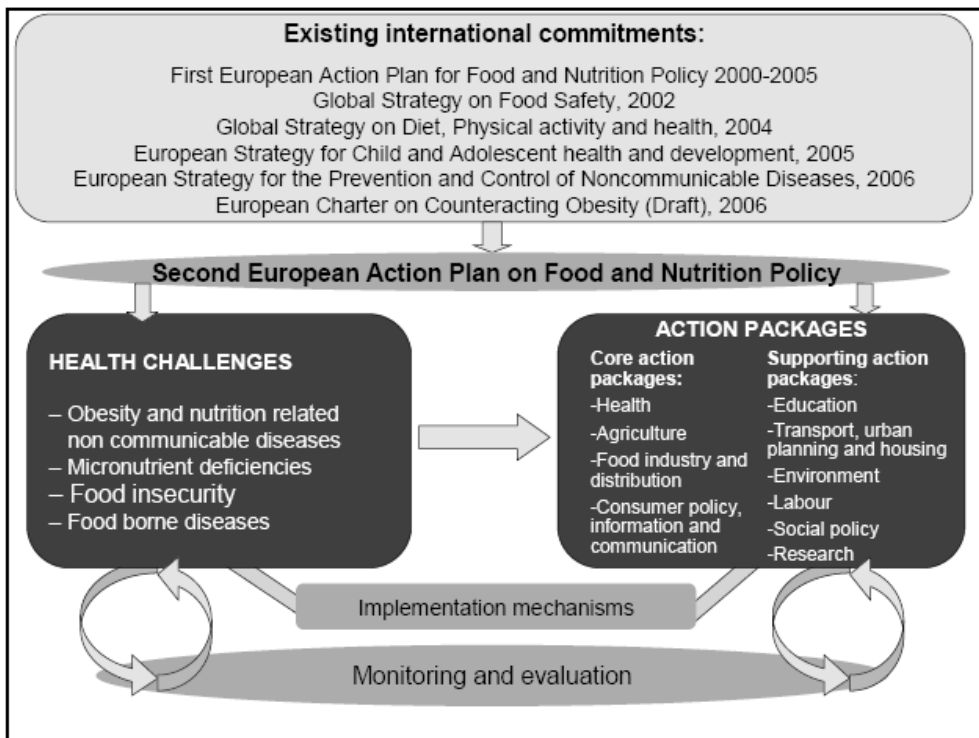 Existing international commitments:
First European Action Plan for Food and Nutrition Policy 2000-2005
Global Strategy on Food Safety, 2002
Global Strategy on Diet, Physical activity and health, 2004
European Strategy for Child and Adolescent health and development, 2005
European Strategy for the Prevention and Control of Noncommunicable Diseases, 2006
European Charter on Counteracting Obesity (Draft), 2006
Second European Action Plan on Food and Nutrition Policy
HEALTH CHALLENGES
– Obesity and nutrition related
non communicable diseases
– Micronutrient deficiencies
– Food insecurity
– Food borne diseases
ACTION PACKAGES
Core action
packages:
-Health
-Agriculture
-Food industry and
distribution
-Consumer policy,
information and
communication
Supporting action
packages:
-Education
-Transport, urban
planning and housing
-Environment
-Labour
-Social policy
-Research
Implementation mechanisms
Monitoring and evaluation